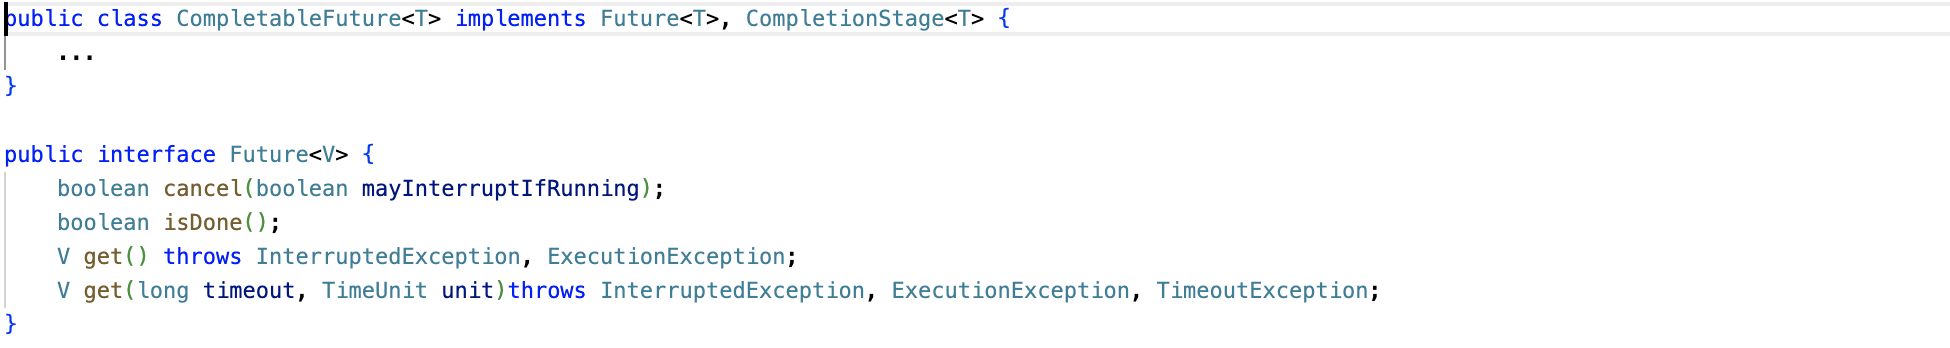 public class CompletableFuture<T> implements Future<T>, CompletionStage<T> {
    ...
}

public interface Future<V> {
    boolean cancel(boolean mayInterruptIfRunning);
    boolean isDone();
    V get() throws InterruptedException, ExecutionException;
    V get(long timeout, TimeUnit unit)throws InterruptedException, ExecutionException, TimeoutException;
}